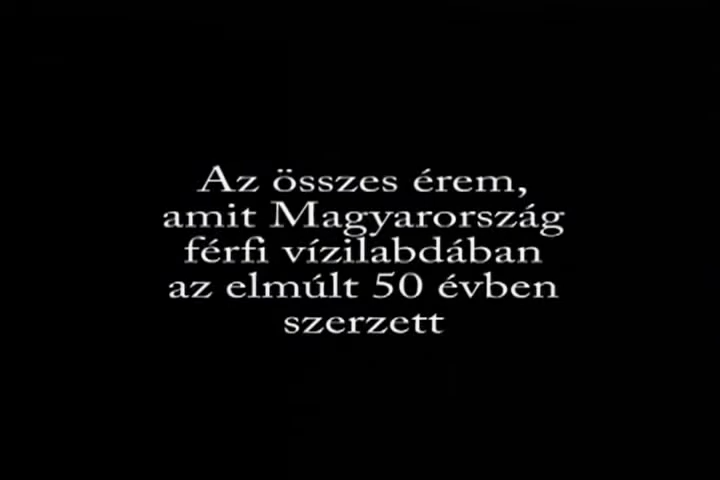 Az összes érem,
amit Magyarország
férfi vízilabdában
az elmúlt 50 évben
szerzett